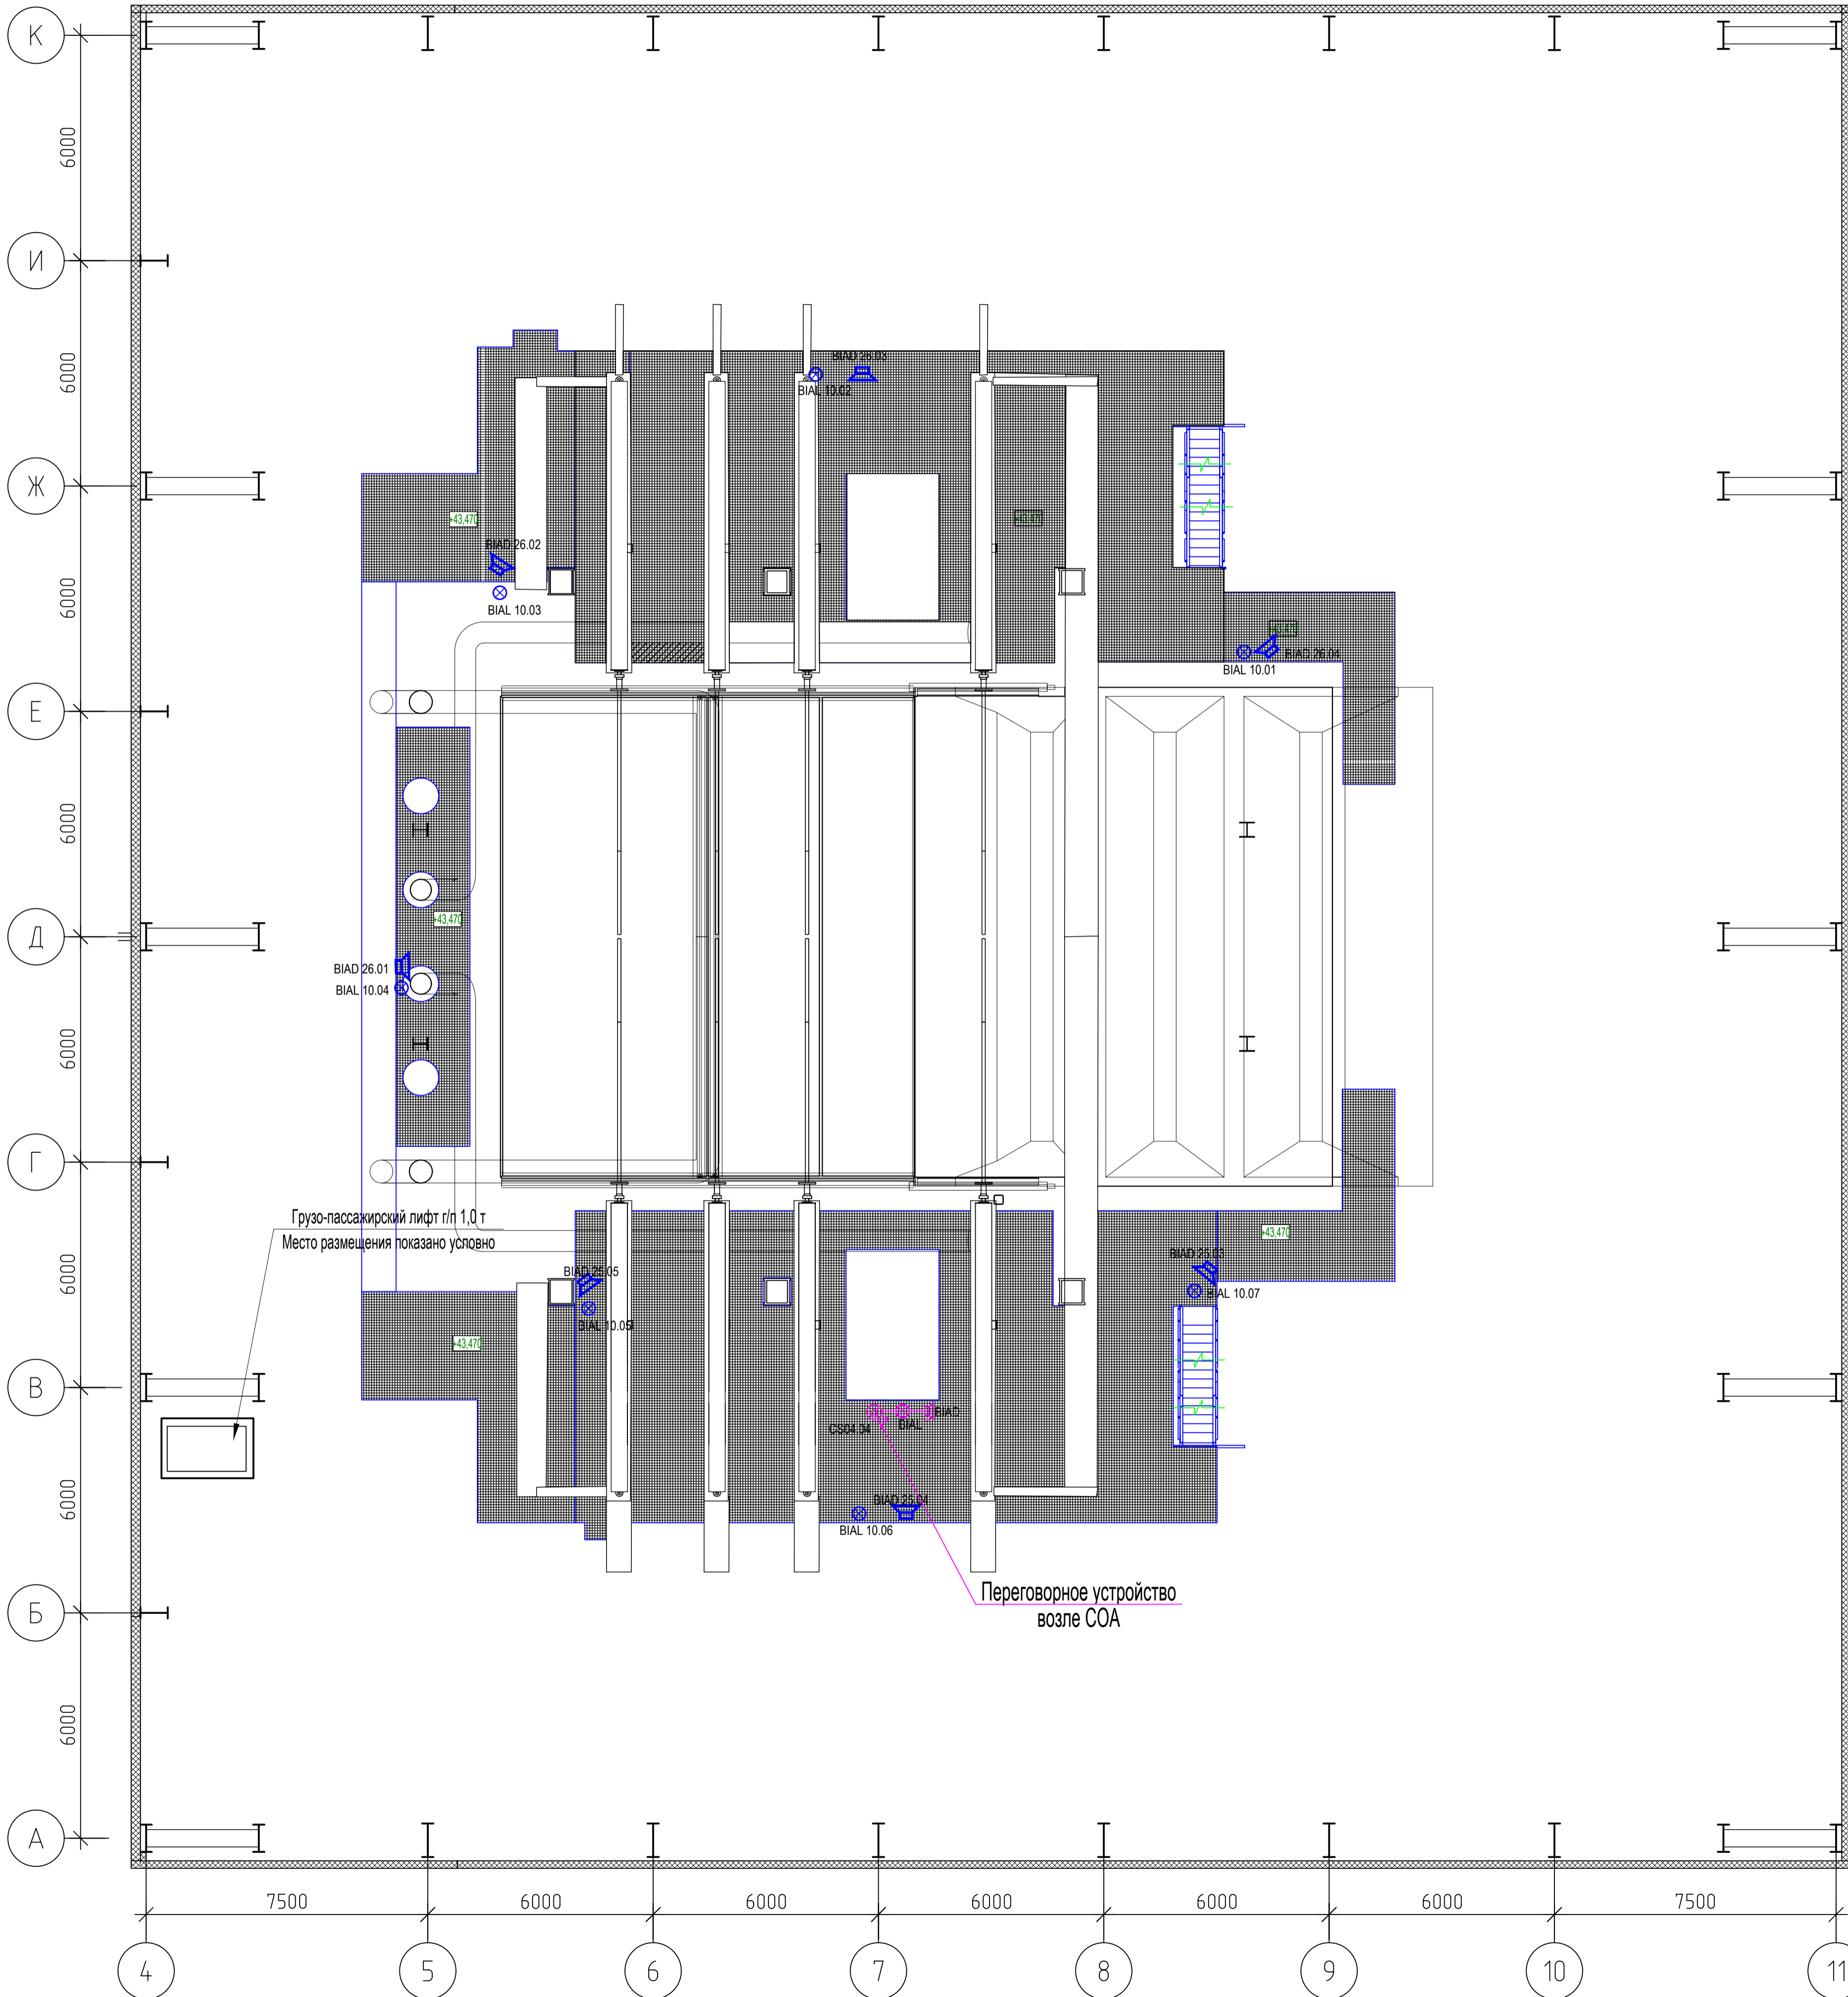 К
6000
И
6000
BIAD 26.03
BIAL 10.02
Ж
+43,470
+43,470
BIAD 26.02
6000
BIAL 10.03
+43,470
BIAD 26.04
BIAL 10.01
Е
6000
+43,470
Д
BIAD 26.01
BIAL 10.04
6000
Г
Грузо-пассажирский лифт г/п 1,0 т
Место размещения показано условно
+43,470
6000
BIAD 25.03
BIAD 25.05
BIAL 10.07
BIAL 10.05
+43,470
В
BIAD
BIAL
CS04.04
6000
BIAD 25.04
BIAL 10.06
Переговорное устройство
возле СОА
Б
6000
А
7500 6000 6000 6000 6000 6000 7500
4 5 6 7 8 9 10 11